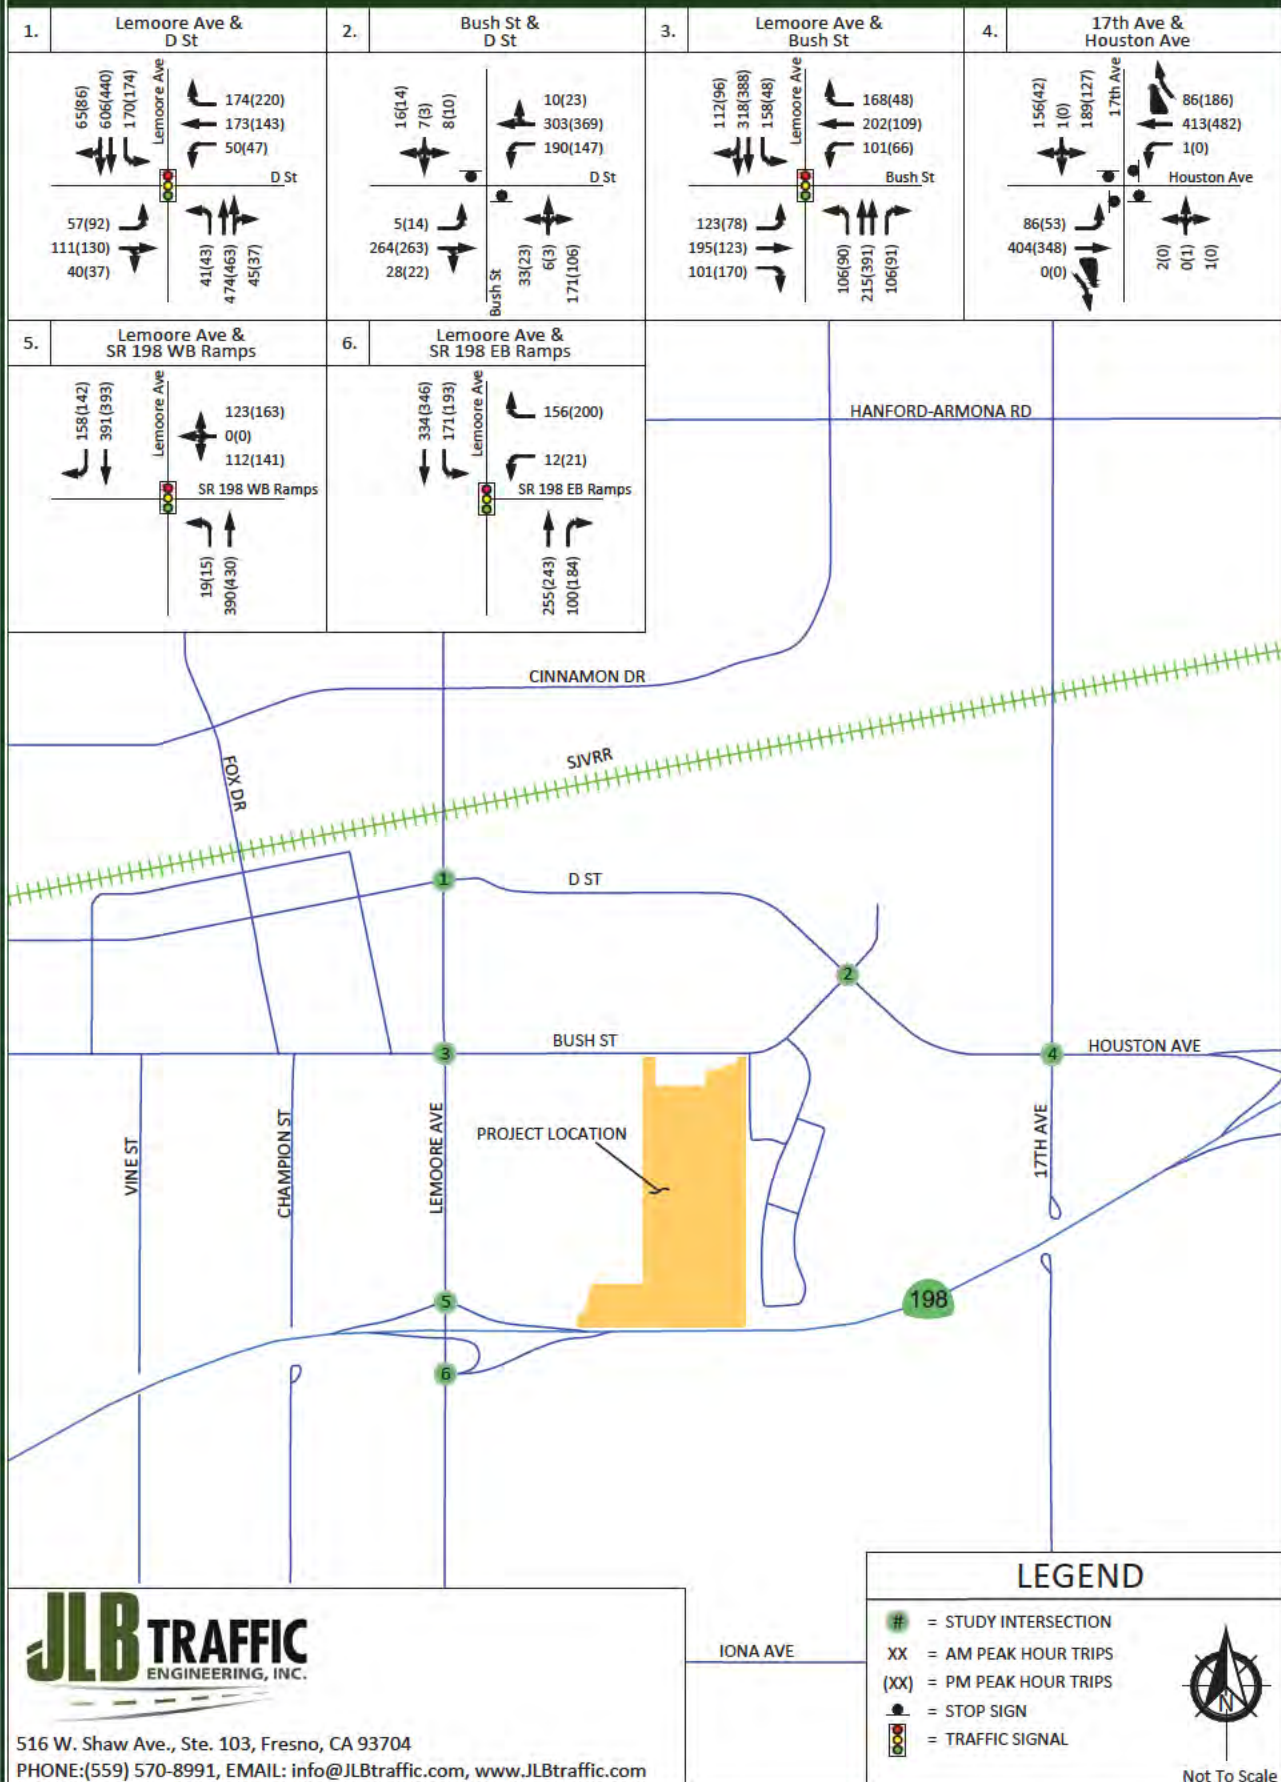 1.
Lemoore Ave &
D St
65(86)
606(440)
170(174)
Lemoore Ave
174(220)
173(143)
50(47)
D St
57(92)
111(130)
40(37)
41(43)
474(463)
45(37)
2.
Bush St &
D St
16(14)
7(3)
8(10)
10(23)
303(369)
190(147)
D St
5(14)
264(263)
28(22)
Bush St
33(23)
6(3)
171(106)
3.
Lemoore Ave &
Bush St
112(96)
318(388)
158(48)
Lemoore Ave
168(48)
202(109)
101(66)
Bush St
123(78)
195(123)
101(170)
106(90)
215(391)
106(91)
4.
17th Ave &
Houston Ave
156(42)
1(0)
189(127)
17th Ave
86(186)
413(482)
1(0)
Houston Ave
86(53)
404(348)
0(0)
2(0)
0(1)
1(0)
5.
Lemoore Ave &
SR 198 WB Ramps
158(142)
391(393)
Lemoore Ave
123(163)
0(0)
112(141)
SR 198 WB Ramps
19(15)
390(430)
6.
Lemoore Ave &
SR 198 EB Ramps
334(346)
171(193)
Lemoore Ave
156(200)
12(21)
SR 198 EB Ramps
255(243)
100(184)
HANFORD-ARMONA RD
CINNAMON DR
SJVRR
FOX DR
1
D ST
2
3
BUSH ST
4
HOUSTON AVE
VINE ST
CHAMPION ST
LEMOORE AVE
PROJECT LOCATION
17TH AVE
5
198
6
IONA AVE
JLB TRAFFIC
ENGINEERING, INC.
516 W. Shaw Ave., Ste. 103, Fresno, CA 93704
PHONE:(559) 570-8991, EMAIL: info@JLBtraffic.com, www.JLBtraffic.com
LEGEND
# = STUDY INTERSECTION
XX = AM PEAK HOUR TRIPS
(XX) = PM PEAK HOUR TRIPS
= STOP SIGN
= TRAFFIC SIGNAL
N
Not To Scale